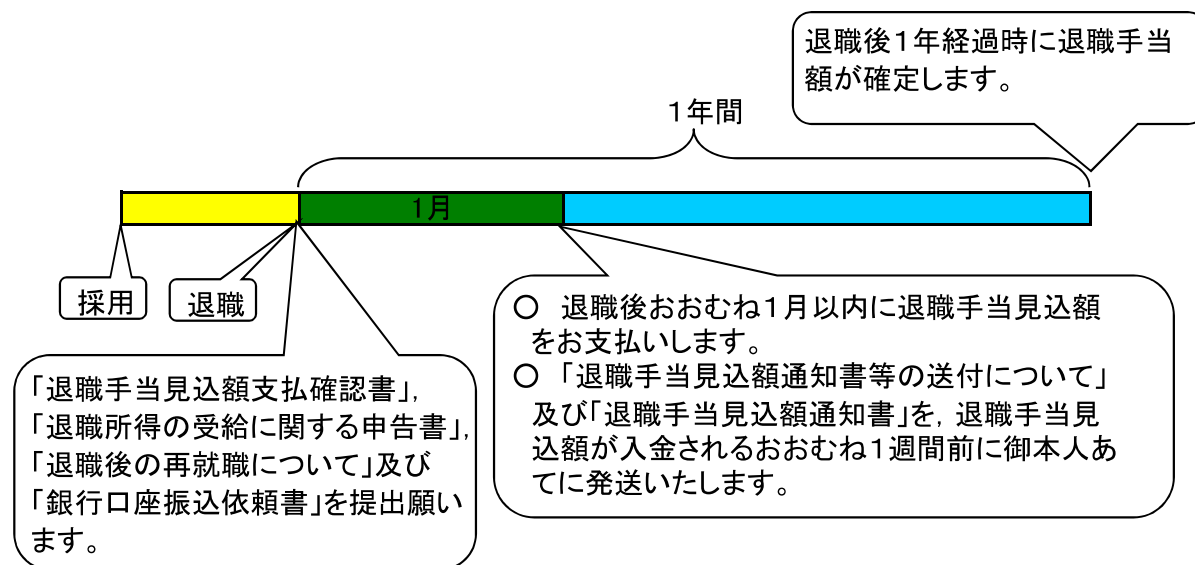 退職後1年経過時に退職手当
額が確定します。
1年間
1月
採用
退職
○　退職後おおむね1月以内に退職手当見込額
をお支払いします。
○　「退職手当見込額通知書等の送付について」
及び「退職手当見込額通知書」を，退職手当見
込額が入金されるおおむね1週間前に御本人あ
てに発送いたします。
「退職手当見込額支払確認書」，
「退職所得の受給に関する申告書」，
「退職後の再就職について」及び
「銀行口座振込依頼書」を提出願い
ます。